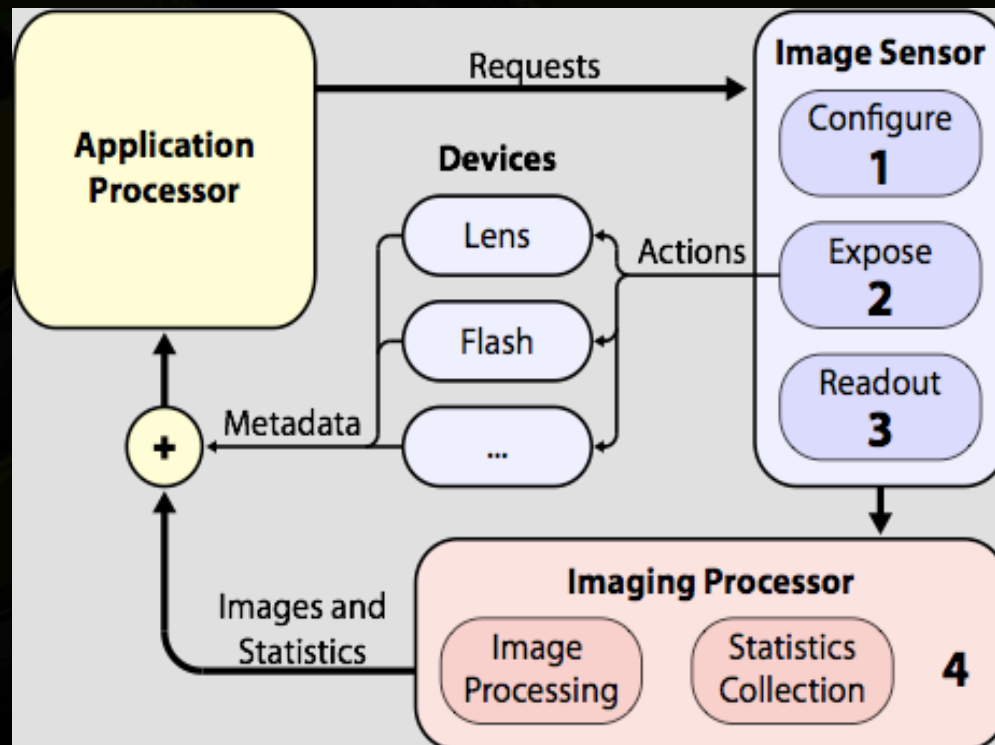 Application
Processor
Requests
Image Sensor
Configure
1
Expose
2
Readout
3
Devices
Lens
Flash
...
Actions
Metadata
+
Images and
Statistics
Imaging Processor
Image
Processing
Statistics
Collection
4